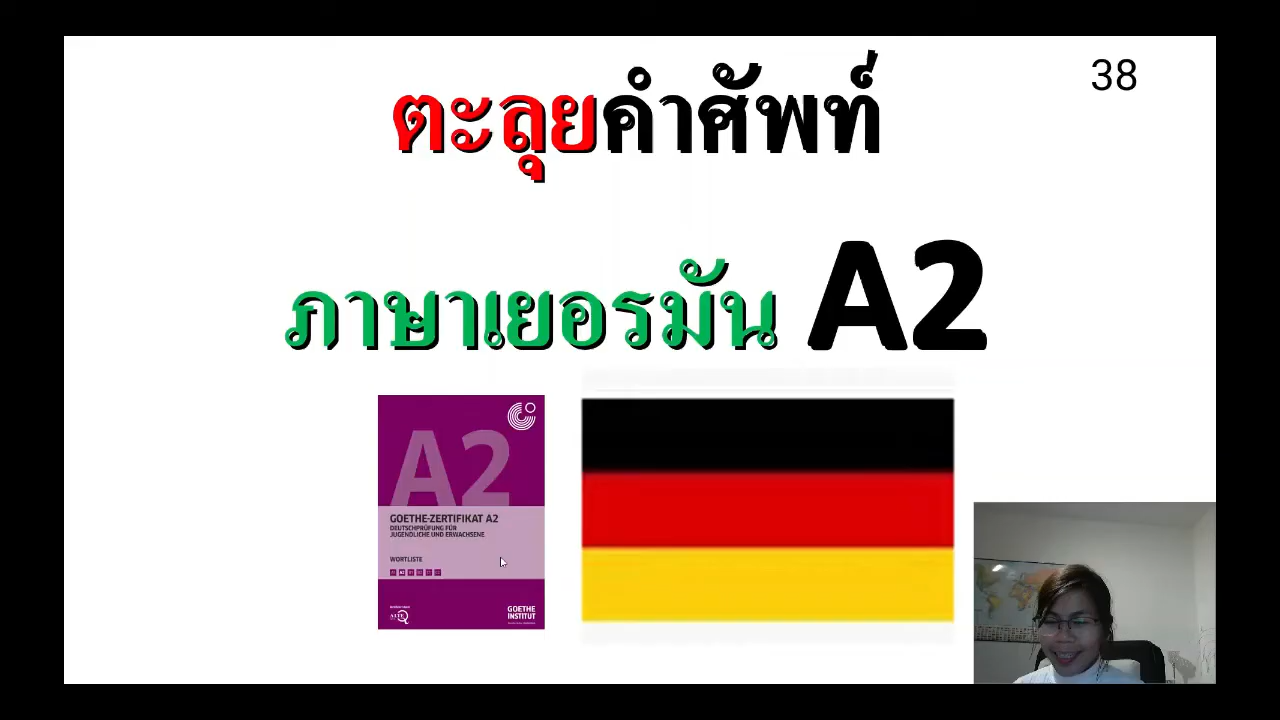 38
ตะลุยคำศัพท์
ภาษาเยอรมัน A2
A2
GOETHE-ZERTIFIKAT A2
DEUTSCHPRÜFUNG FÜR
JUGENDLICHE UND ERWACHSENE
WORTLISTE
GOETHE
INSTITUT